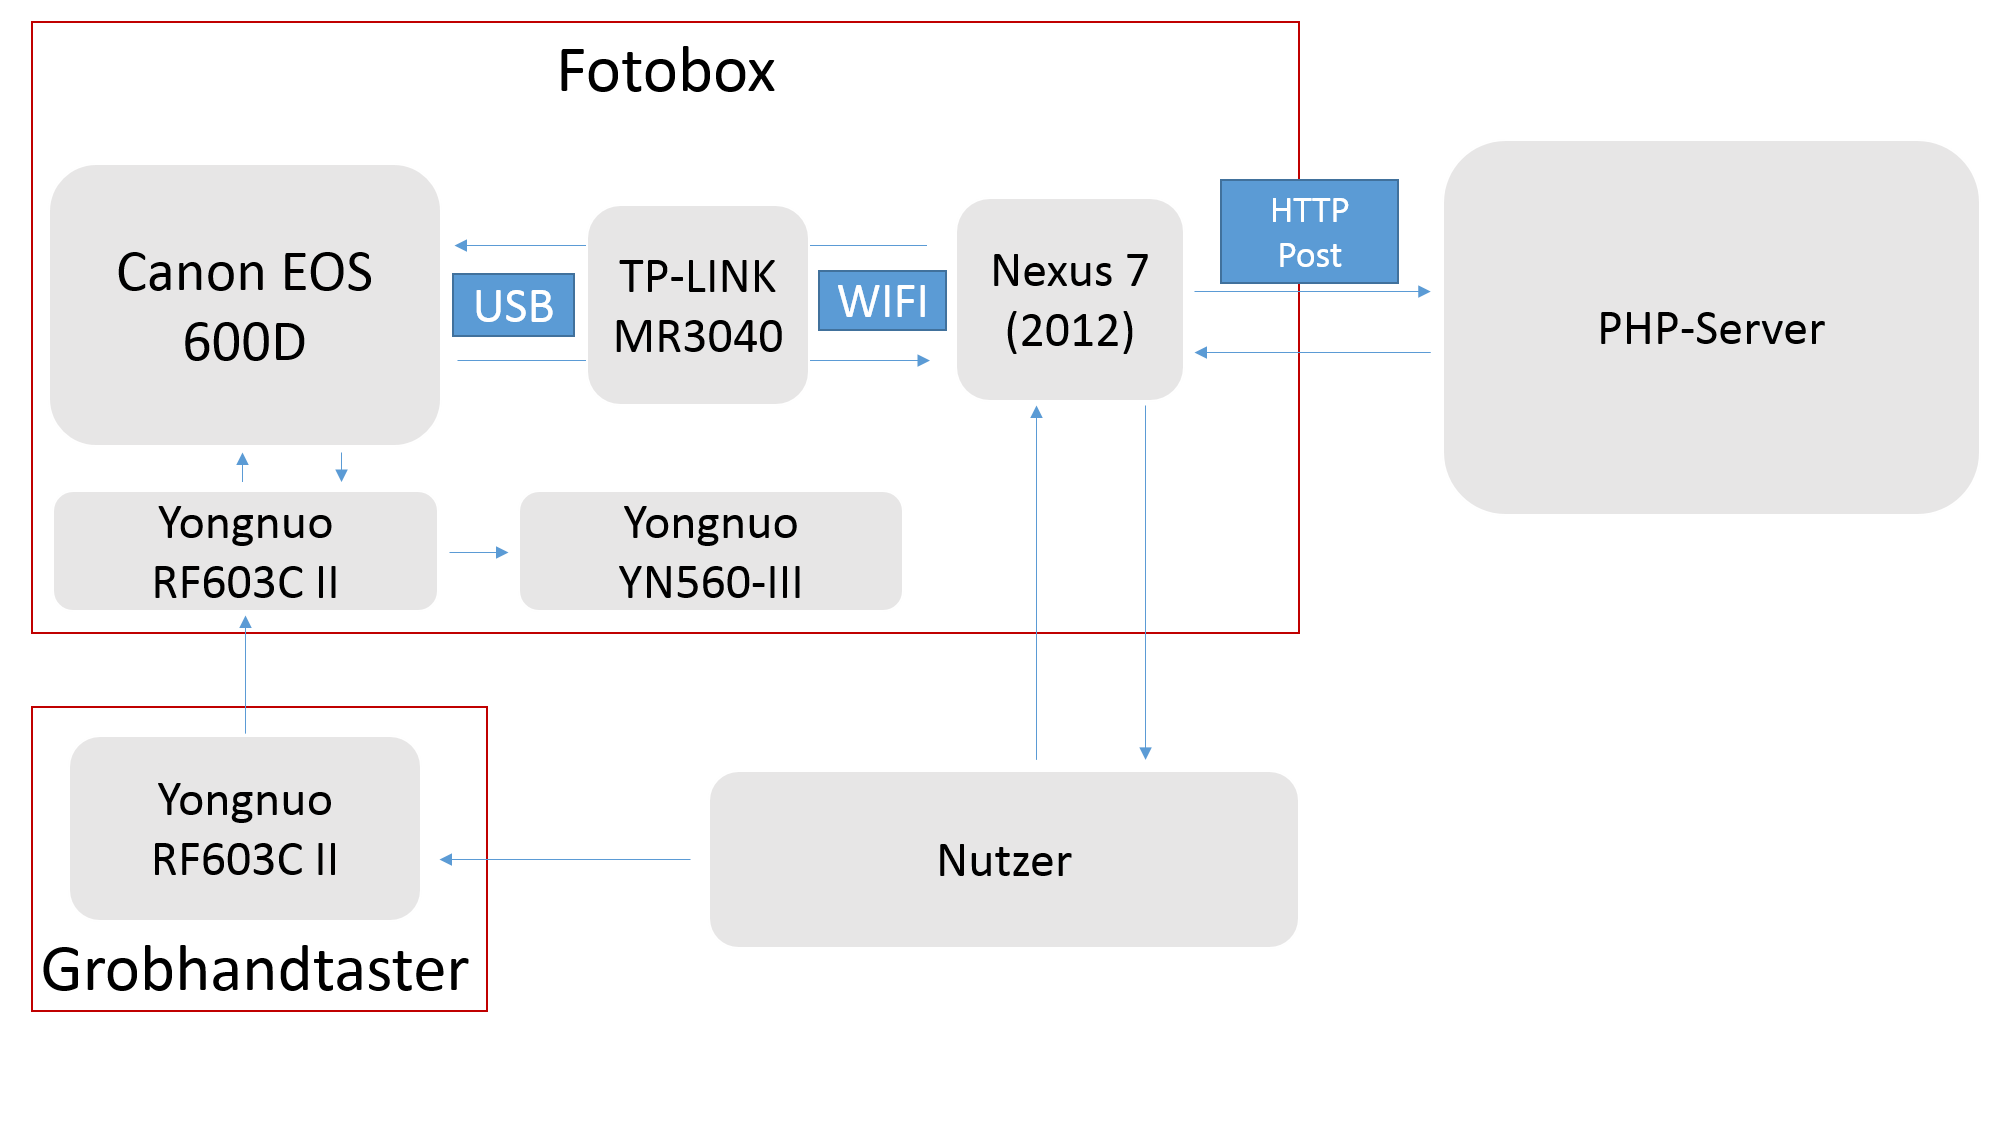 Fotobox
Canon EOS
600D
USB
TP-LINK
MR3040
WIFI
Nexus 7
(2012)
HTTP
Post
PHP-Server
Yongnuo
RF603C II
Yongnuo
YN560-III
Yongnuo
RF603C II
Grobhandtaster
Nutzer